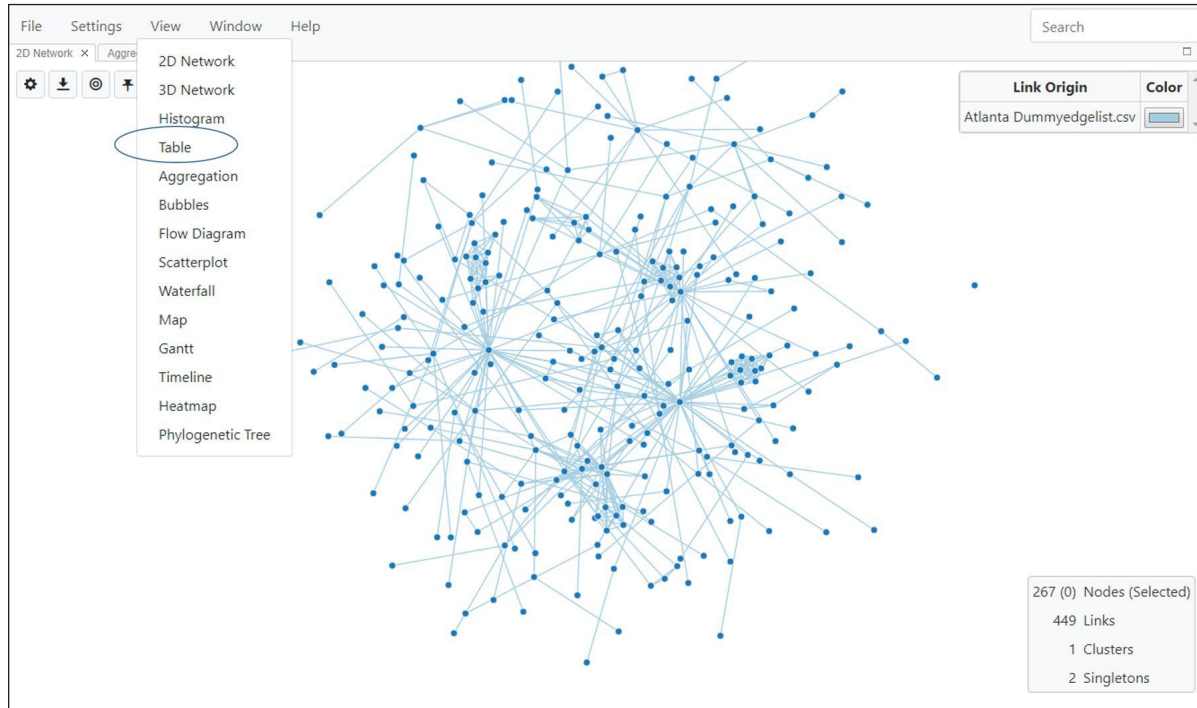 File Settings View Window Help Search
2D Network × Aggre
2D Network
3D Network
Histogram
Table
Aggregation
Bubbles
Flow Diagram
Scatterplot
Waterfall
Map
Gantt
Timeline
Heatmap
Phylogenetic Tree
Link Origin Color
Atlanta Dummyedgelist.csv
267 (0) Nodes (Selected)
449 Links
1 Clusters
2 Singletons